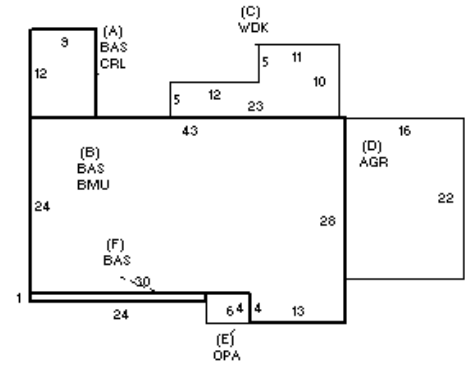 (C)
WDK
(A)
BAS
CRL
9
12
5
11
10
5
12
23
43
(B)
BAS
BMU
16
(D)
AGR
22
24
28
(F)
BAS
30
1
24
6 4
4
13
(E)
OPA